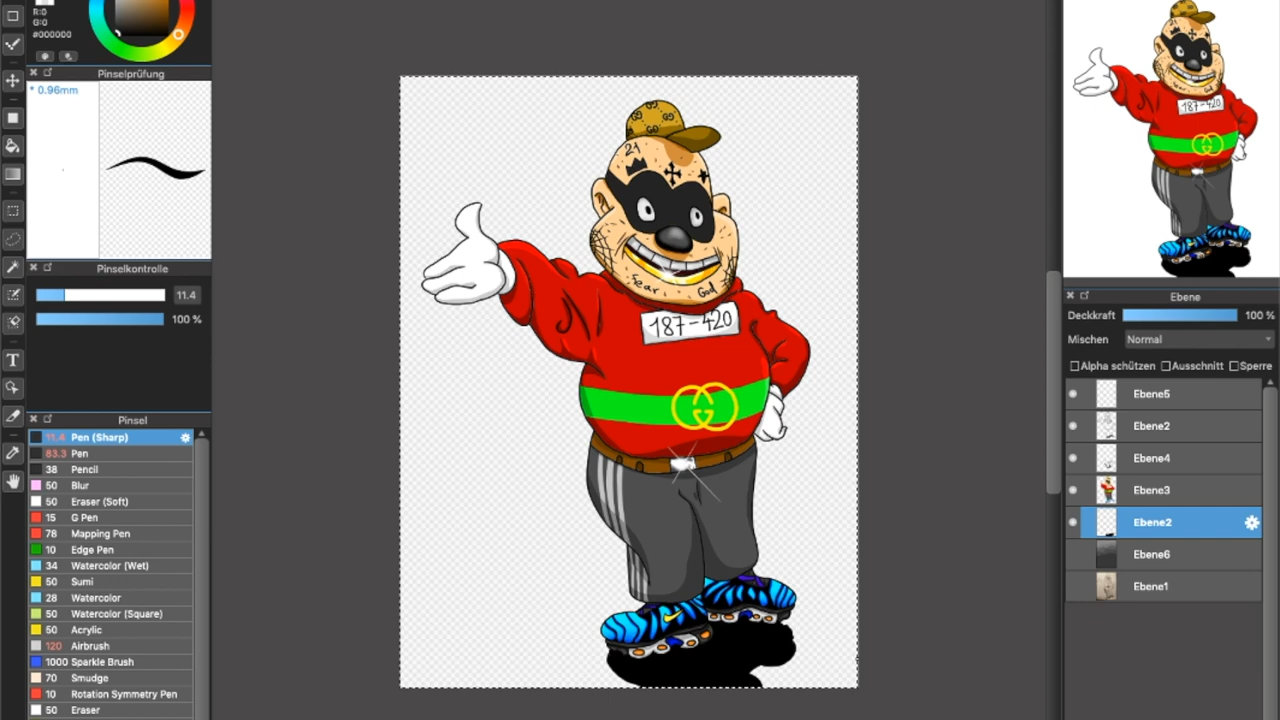 R:0
G:0
#000000
Pinselprüfung
* 0.96mm
Pinselkontrolle
11.4
100 %
Pinsel
11.4 Pen (Sharp)
83.3 Pen
38 Pencil
50 Blur
50 Eraser (Soft)
15 G Pen
78 Mapping Pen
10 Edge Pen
34 Watercolor (Wet)
50 Sumi
28 Watercolor
50 Watercolor (Square)
50 Acrylic
120 Airbrush
1000 Sparkle Brush
70 Smudge
10 Rotation Symmetry Pen
50 Eraser
T
21
Fear God
187-420
187-420
Ebene
Deckkraft 100 %
Mischen Normal
Alpha schützen Ausschnitt Sperre
Ebene5
Ebene2
Ebene4
Ebene3
Ebene2
Ebene6
Ebene1